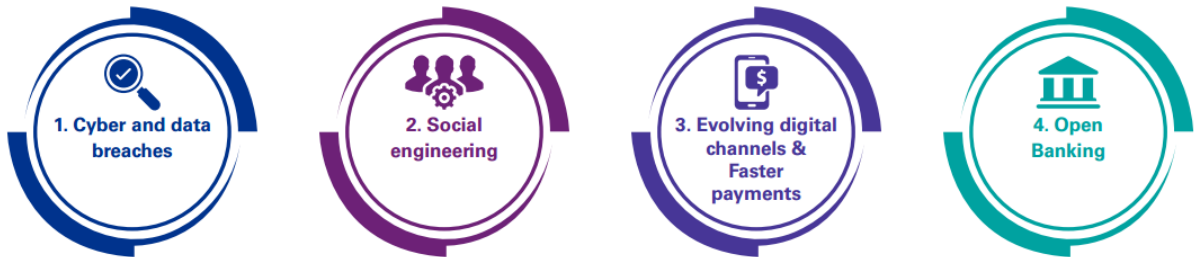 1. Cyber and data
breaches
2. Social
engineering
$
3. Evolving digital
channels &
Faster
payments
4. Open
Banking